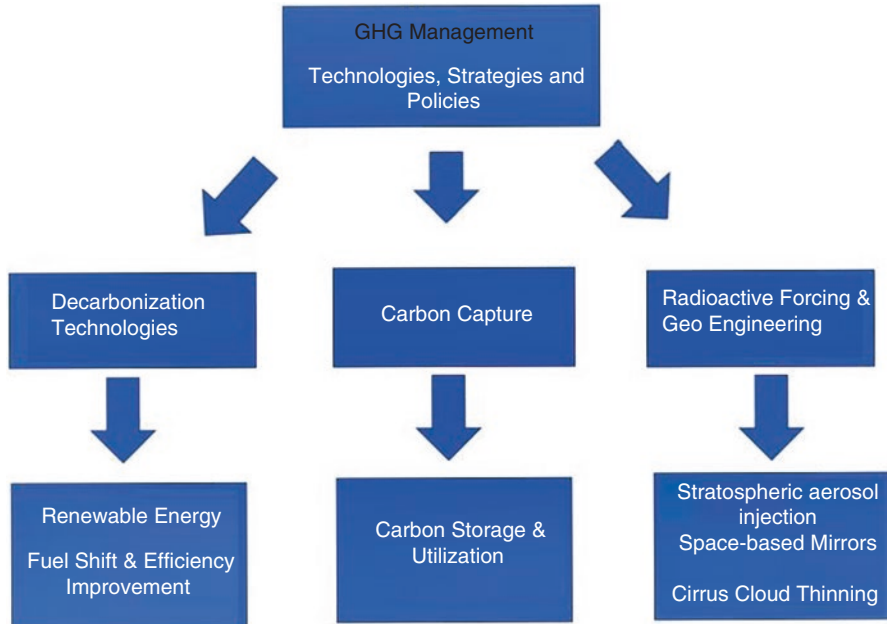 GHG Management
Technologies, Strategies and
Policies
Decarbonization
Technologies
Carbon Capture
Radioactive Forcing &
Geo Engineering
Renewable Energy
Fuel Shift & Efficiency
Improvement
Carbon Storage &
Utilization
Stratospheric aerosol
injection
Space-based Mirrors
Cirrus Cloud Thinning